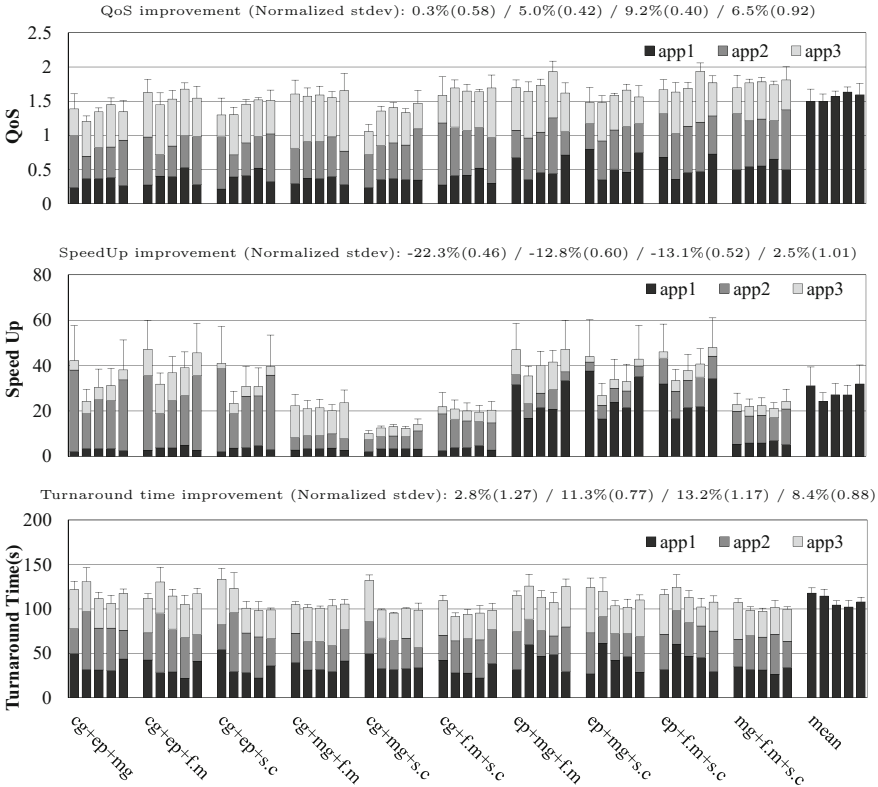 QoS improvement (Normalized stdev): 0.3%(0.58) / 5.0%(0.42) / 9.2%(0.40) / 6.5%(0.92)
2.5
2
1.5
1
0.5
0
QoS
app1 app2 app3
SpeedUp improvement (Normalized stdev): -22.3%(0.46) / -12.8%(0.60) / -13.1%(0.52) / 2.5%(1.01)
80
60
40
20
0
Speed Up
app1 app2 app3
Turnaround time improvement (Normalized stdev): 2.8%(1.27) / 11.3%(0.77) / 13.2%(1.17) / 8.4%(0.88)
200
150
100
50
0
Turnaround Time(s)
app1 app2 app3
cg+ep+mg
cg+ep+f.m
cg+ep+s.c
cg+mg+f.m
cg+mg+s.c
cg+f.m+s.c
ep+mg+f.m
ep+mg+s.c
ep+f.m+s.c
mg+f.m+s.c
mean